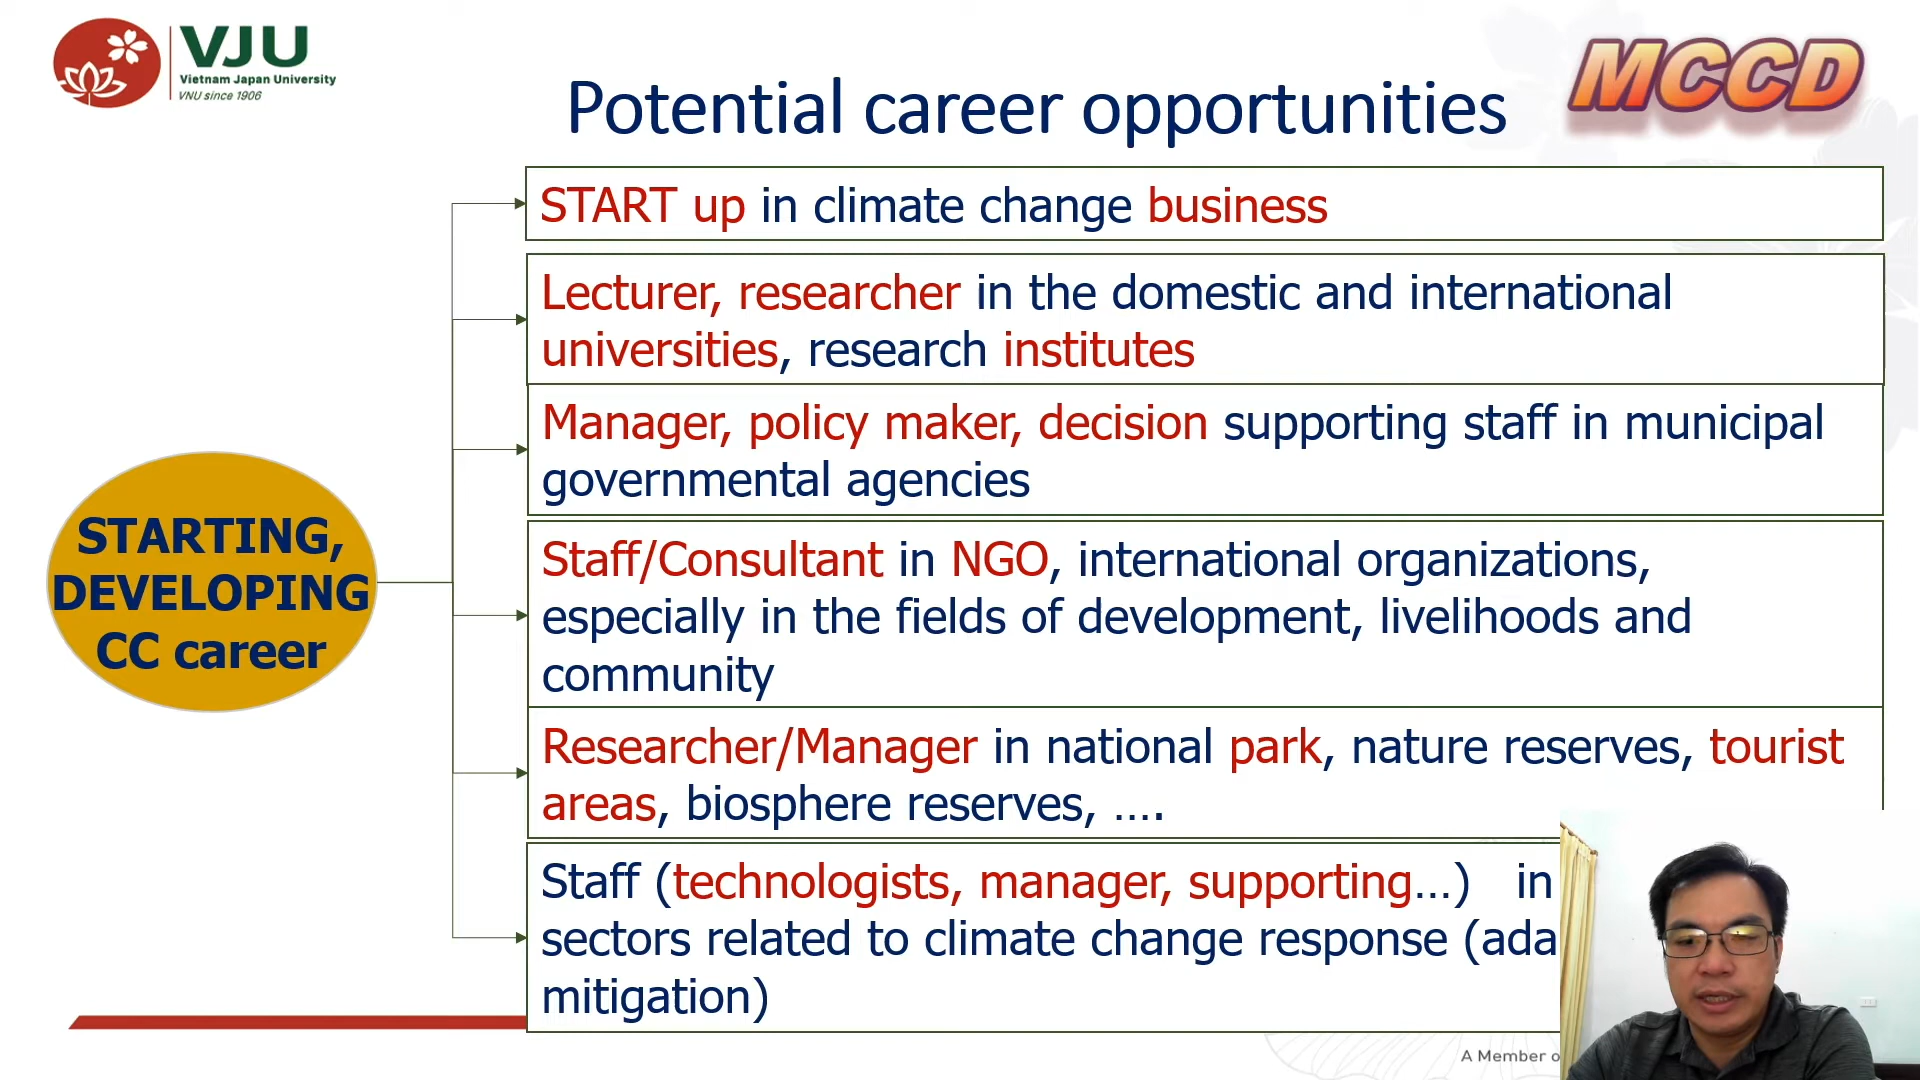 VJU
Vietnam Japan University
VNU since 1906
MCCD
Potential career opportunities
START up in climate change business
Lecturer, researcher in the domestic and international
universities, research institutes
Manager, policy maker, decision supporting staff in municipal
governmental agencies
STARTING,
DEVELOPING
CC career
Staff/Consultant in NGO, international organizations,
especially in the fields of development, livelihoods and
community
Researcher/Manager in national park, nature reserves, tourist
areas, biosphere reserves, ....
Staff (technologists, manager, supporting...) in
sectors related to climate change response (ada
mitigation)
A Member o